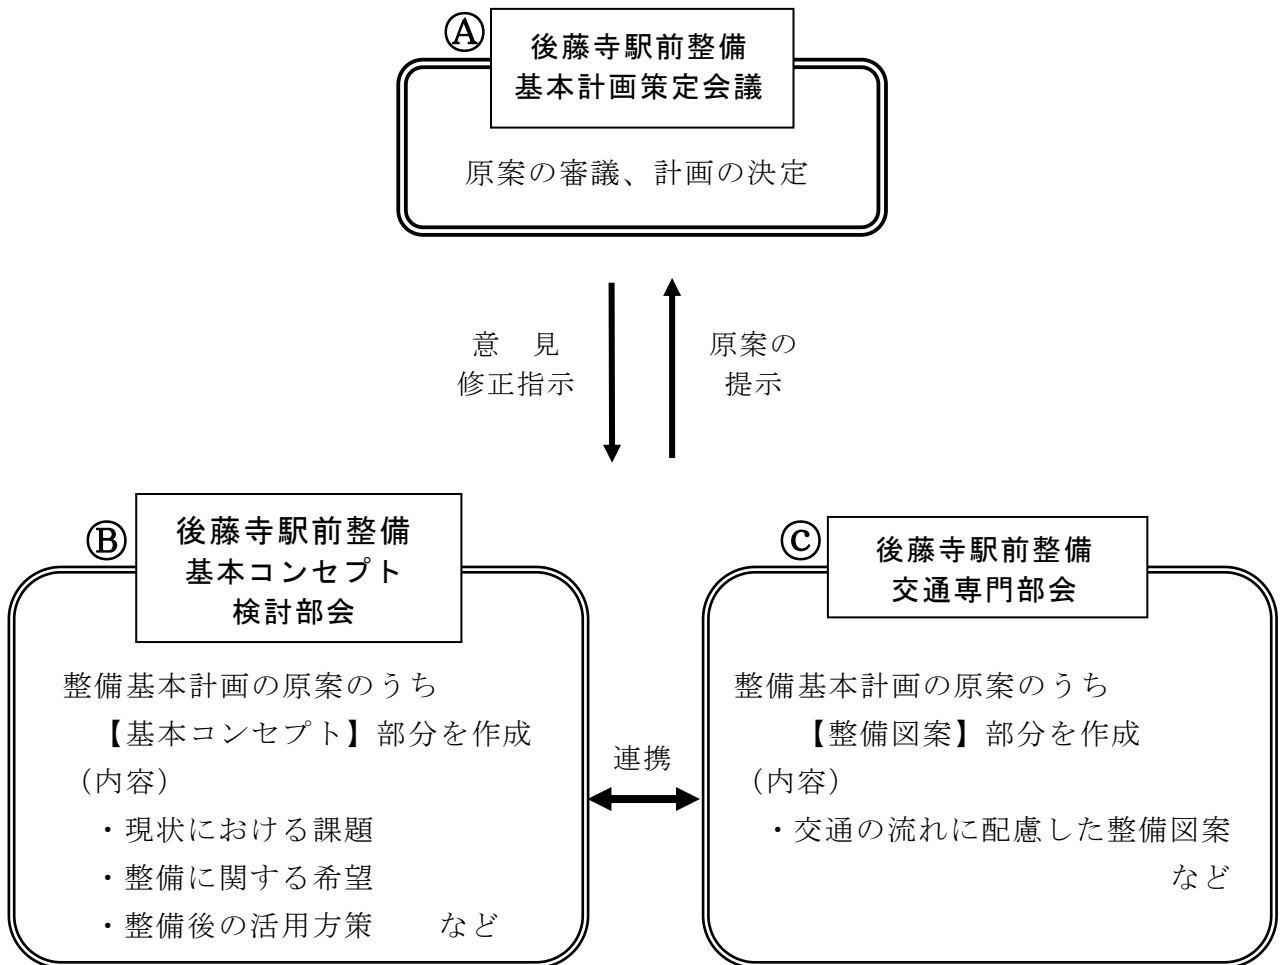 Ⓐ
後藤寺駅前整備
基本計画策定会議
原案の審議、計画の決定
意　見
修正指示
原案の
提示
Ⓑ
後藤寺駅前整備
基本コンセプト
検討部会
整備基本計画の原案のうち
【基本コンセプト】部分を作成
（内容）
・現状における課題
・整備に関する希望
・整備後の活用方策　　など
連携
Ⓒ
後藤寺駅前整備
交通専門部会
整備基本計画の原案のうち
【整備図案】部分を作成
（内容）
・交通の流れに配慮した整備図案
など